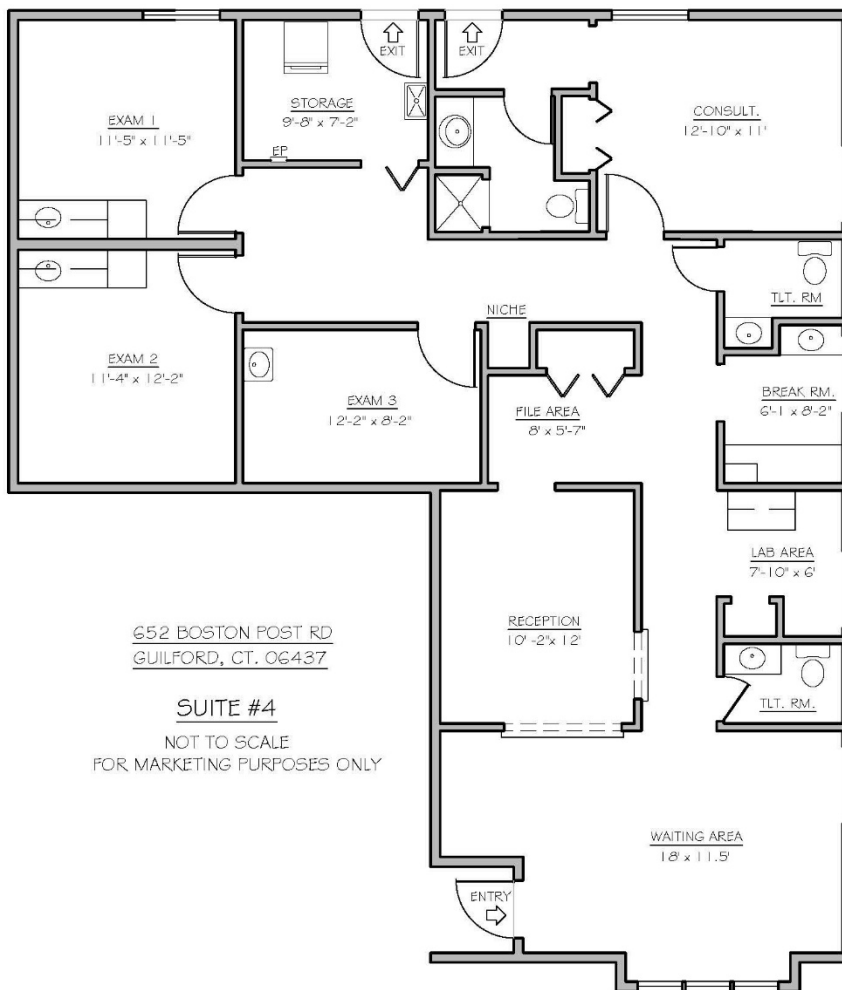 EXIT
EXIT
STORAGE
9'-8" x 7'-2"
EXAM 1
11'-5" x 11'-5"
CONSULT.
12'-10" x 11'
EP
TLT. RM
NICHE
EXAM 2
11'-4" x 12'-2"
EXAM 3
12'-2" x 8'-2"
FILE AREA
8' x 5'-7"
BREAK RM.
6'-1 x 8'-2"
LAB AREA
7'-10" x 6'
RECEPTION
10' -2"x 12'
652 BOSTON POST RD
GUILFORD, CT. 06437
SUITE #4
NOT TO SCALE
FOR MARKETING PURPOSES ONLY
TLT. RM.
WAITING AREA
18' x 11.5'
ENTRY